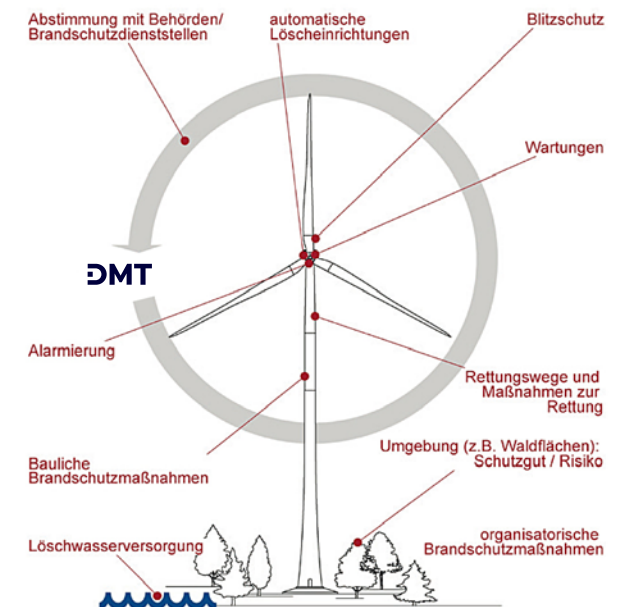 Abstimmung mit Behörden/
Brandschutzdienststellen
automatische
Löscheinrichtungen
Blitzschutz
Wartungen
DMT
Alarmierung
Rettungswege und
Maßnahmen zur
Rettung
Bauliche
Brandschutzmaßnahmen
Umgebung (z.B. Waldflächen):
Schutzgut / Risiko
Löschwasserversorgung
organisatorische
Brandschutzmaßnahmen